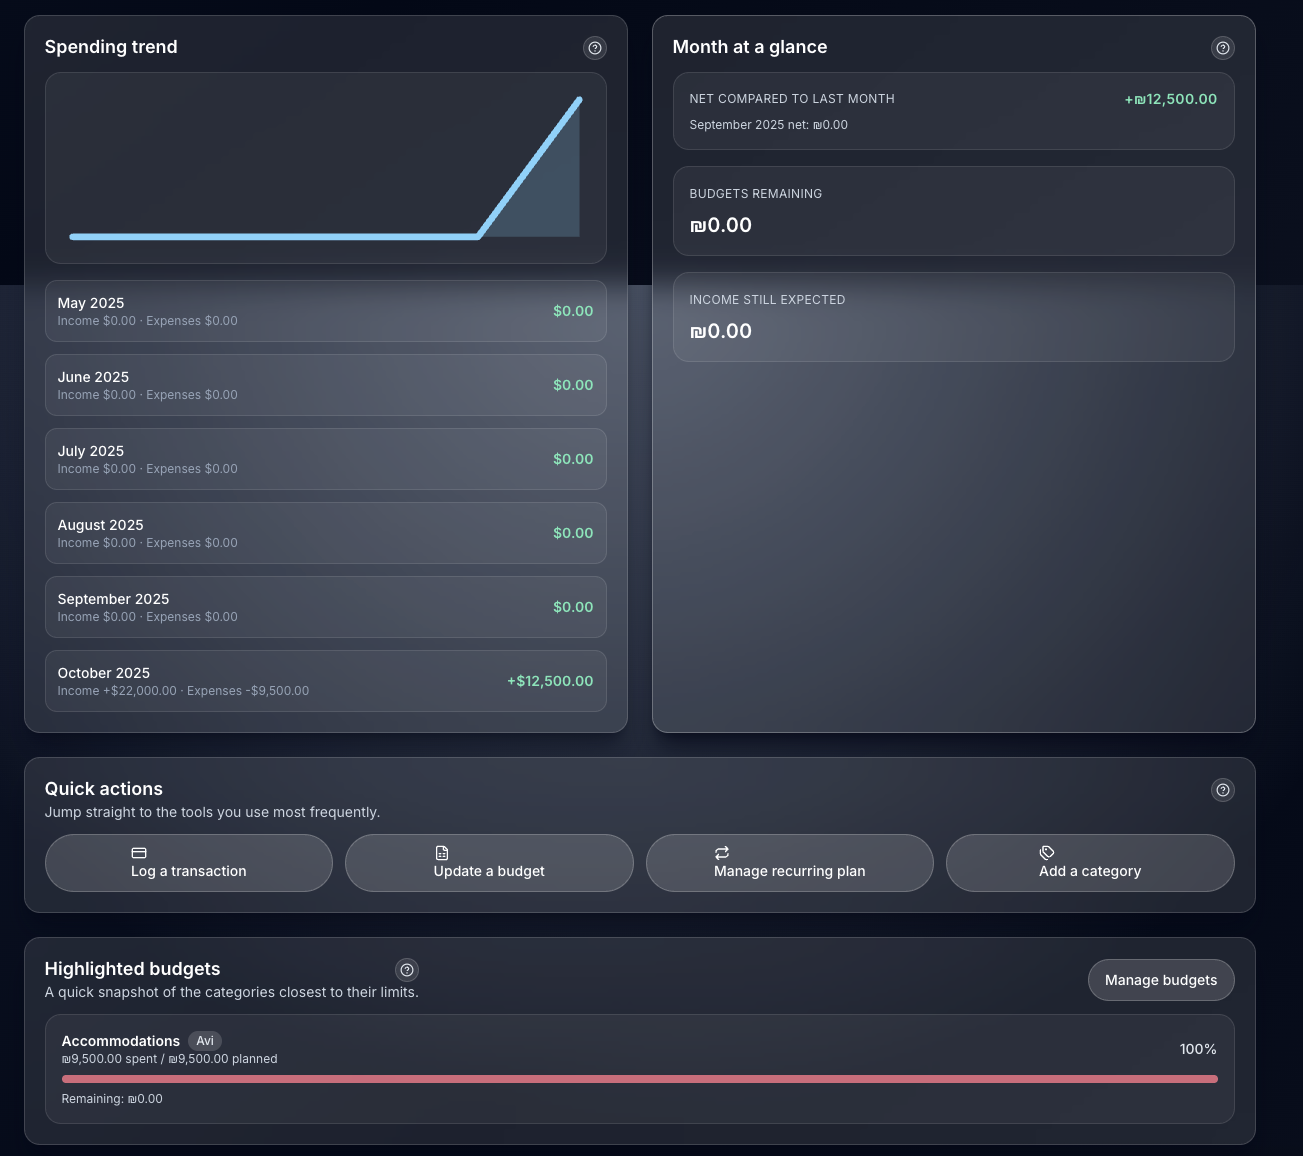 Spending trend
May 2025
Income $0.00 · Expenses $0.00
$0.00
June 2025
Income $0.00 · Expenses $0.00
$0.00
July 2025
Income $0.00 · Expenses $0.00
$0.00
August 2025
Income $0.00 · Expenses $0.00
$0.00
September 2025
Income $0.00 · Expenses $0.00
$0.00
October 2025
Income +$22,000.00 · Expenses -$9,500.00
+$12,500.00
Month at a glance
NET COMPARED TO LAST MONTH
+₪12,500.00
September 2025 net: ₪0.00
BUDGETS REMAINING
₪0.00
INCOME STILL EXPECTED
₪0.00
Quick actions
Jump straight to the tools you use most frequently.
Log a transaction
Update a budget
Manage recurring plan
Add a category
Highlighted budgets
A quick snapshot of the categories closest to their limits.
Manage budgets
Accommodations Avi
₪9,500.00 spent / ₪9,500.00 planned
100%
Remaining: ₪0.00